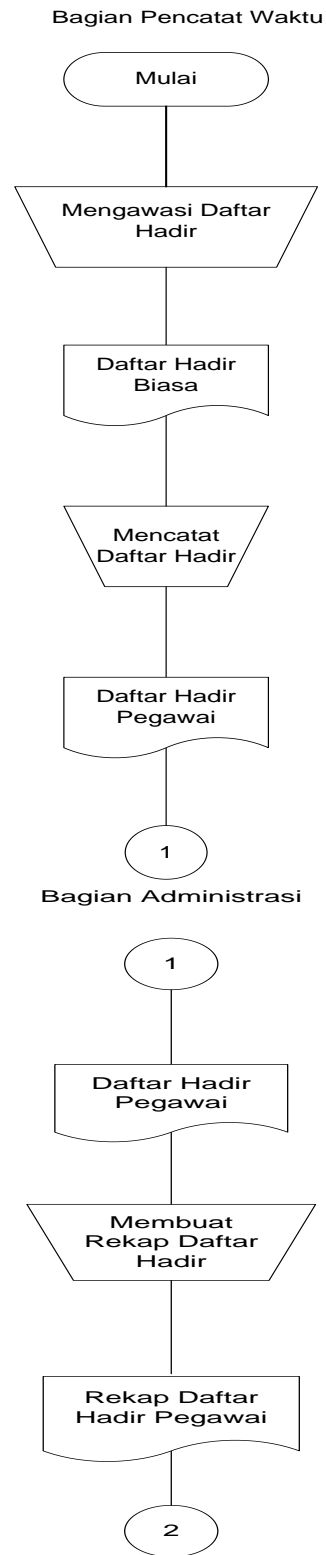 Bagian Pencatat Waktu
Mulai
Mengawasi Daftar
Hadir
Daftar Hadir
Biasa
Mencatat
Daftar Hadir
Daftar Hadir
Pegawai
1
Bagian Administrasi
1
Daftar Hadir
Pegawai
Membuat
Rekap Daftar
Hadir
Rekap Daftar
Hadir Pegawai
2